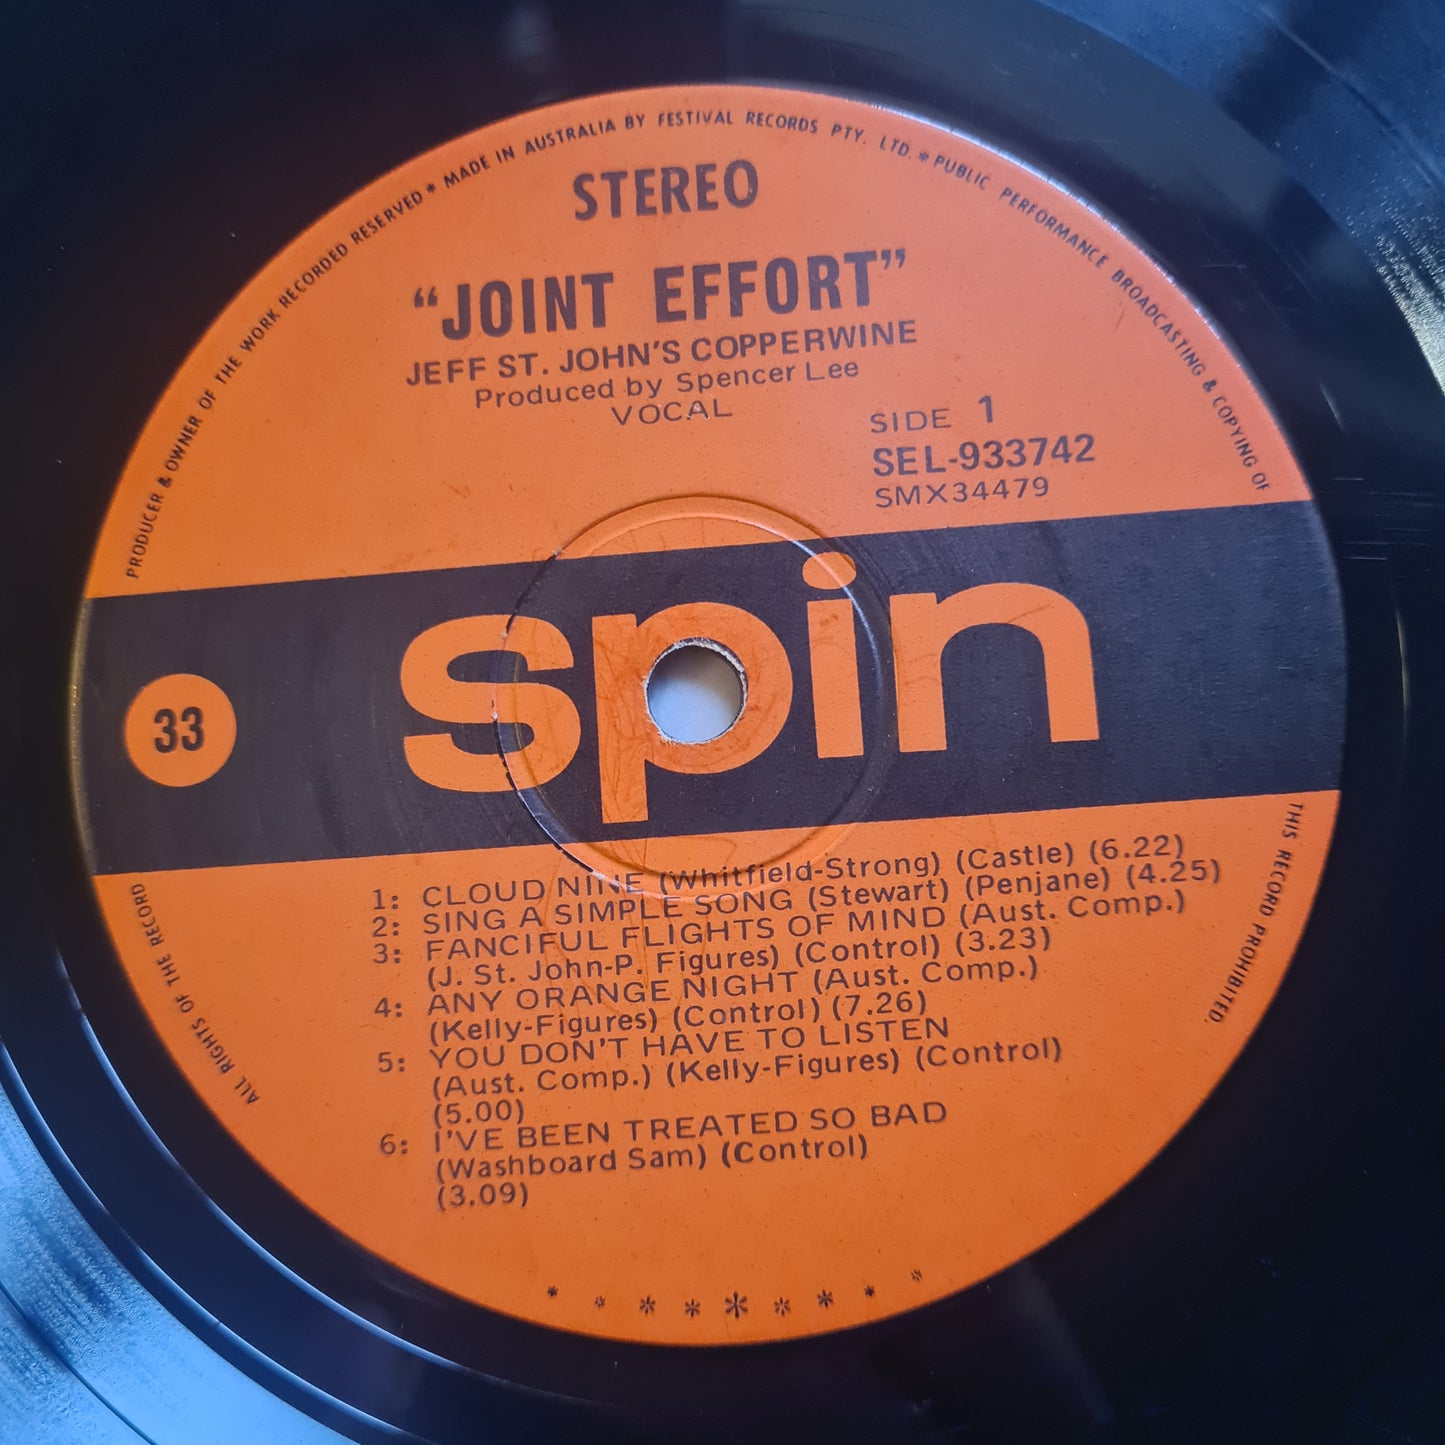 PRODUCER & OWNER OF THE WORK RECORDED RESERVED * MADE IN AUSTRALIA BY FESTIVAL RECORDS PTY. LTD. * PUBLIC PERFORMANCE BROADCASTING & COPYING OF
STEREO
“JOINT EFFORT”
JEFF ST. JOHN'S COPPERWINE
Produced by Spencer Lee
VOCAL
SIDE 1
SEL-933742
SMX34479
spin
33
1: CLOUD NINE (Whitfield-Strong) (Castle) (6.22)
2: SING A SIMPLE SONG (Stewart) (Penjane) (4.25)
3: FANCIFUL FLIGHTS OF MIND (Aust. Comp.)
(J. St. John-P. Figures) (Control) (3.23)
4: ANY ORANGE NIGHT (Aust. Comp.)
(Kelly-Figures) (Control) (7.26)
5: YOU DON'T HAVE TO LISTEN
(Aust. Comp.) (Kelly-Figures) (Control)
(5.00)
6: I'VE BEEN TREATED SO BAD
(Washboard Sam) (Control)
(3.09)
ALL RIGHTS OF THE RECORD
THIS RECORD PROHIBITED.
* * * * * * * * *